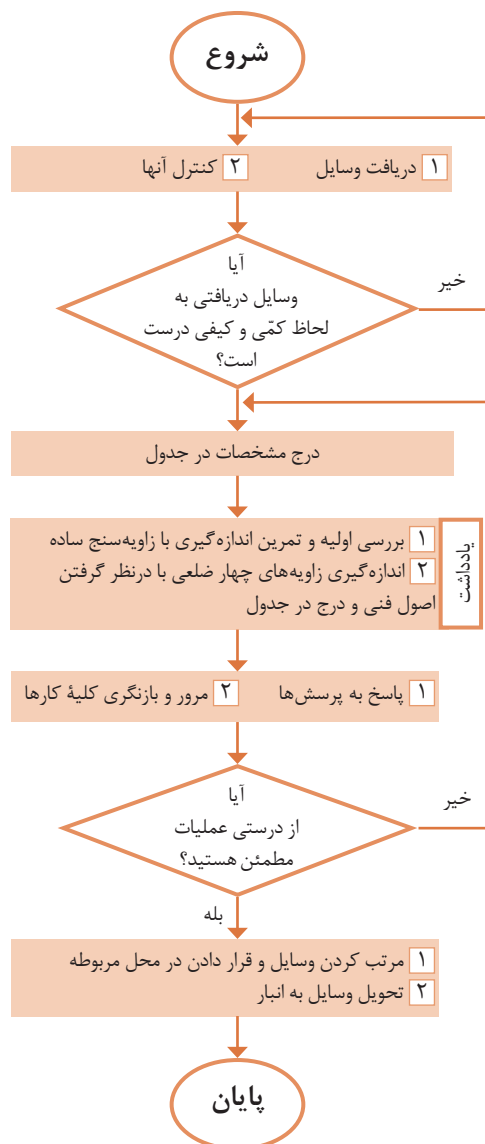 شروع
۱ دریافت وسایل ۲ کنترل آنها
آیا
وسایل دریافتی به
لحاظ کمّی و کیفی درست
است؟
خیر
درج مشخصات در جدول
یادداشت
۱ بررسی اولیه و تمرین اندازه‌گیری با زاویه‌سنج ساده
۲ اندازه‌گیری زاویه‌های چهار ضلعی با درنظر گرفتن
اصول فنی و درج در جدول
۱ پاسخ به پرسش‌ها ۲ مرور و بازنگری کلیهٔ کارها
آیا
از درستی عملیات
مطمئن هستید؟
خیر
بله
۱ مرتب کردن وسایل و قرار دادن در محل مربوطه
۲ تحویل وسایل به انبار
پایان